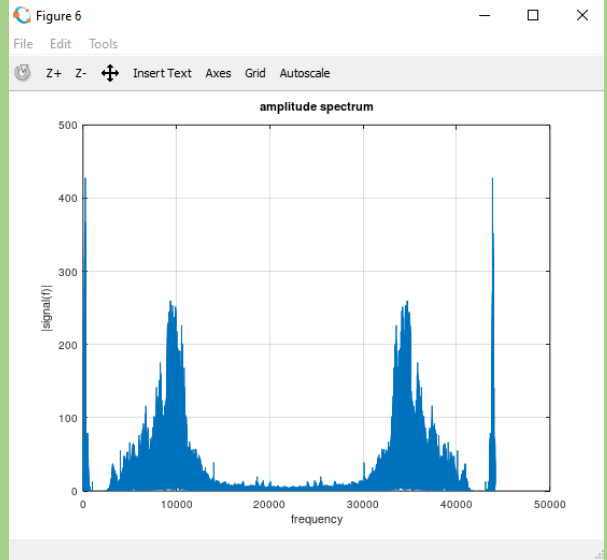 Figure 6
File Edit Tools
Z+ Z- Insert Text Axes Grid Autoscale
amplitude spectrum
500
400
300
200
100
0
|signal(f)|
0 10000 20000 30000 40000 50000
frequency